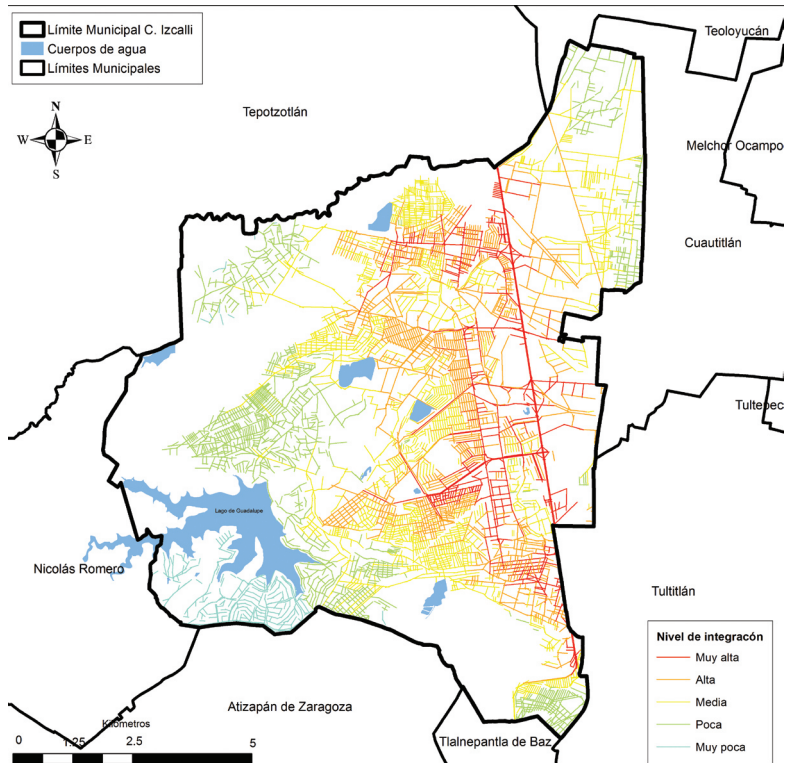 Límite Municipal C. Izcalli
Cuerpos de agua
Límites Municipales
Teoloyucán
Tepotzotlán
N
W
E
S
Melchor Ocampo
Cuautitlán
Tultepec
Lago de Guadalupe
Nicolás Romero
Tultitlán
Atizapán de Zaragoza
Tlalnepantla de Baz
Kilómetros
0 1.25 2.5 5
Nivel de integracón
Muy alta
Alta
Media
Poca
Muy poca